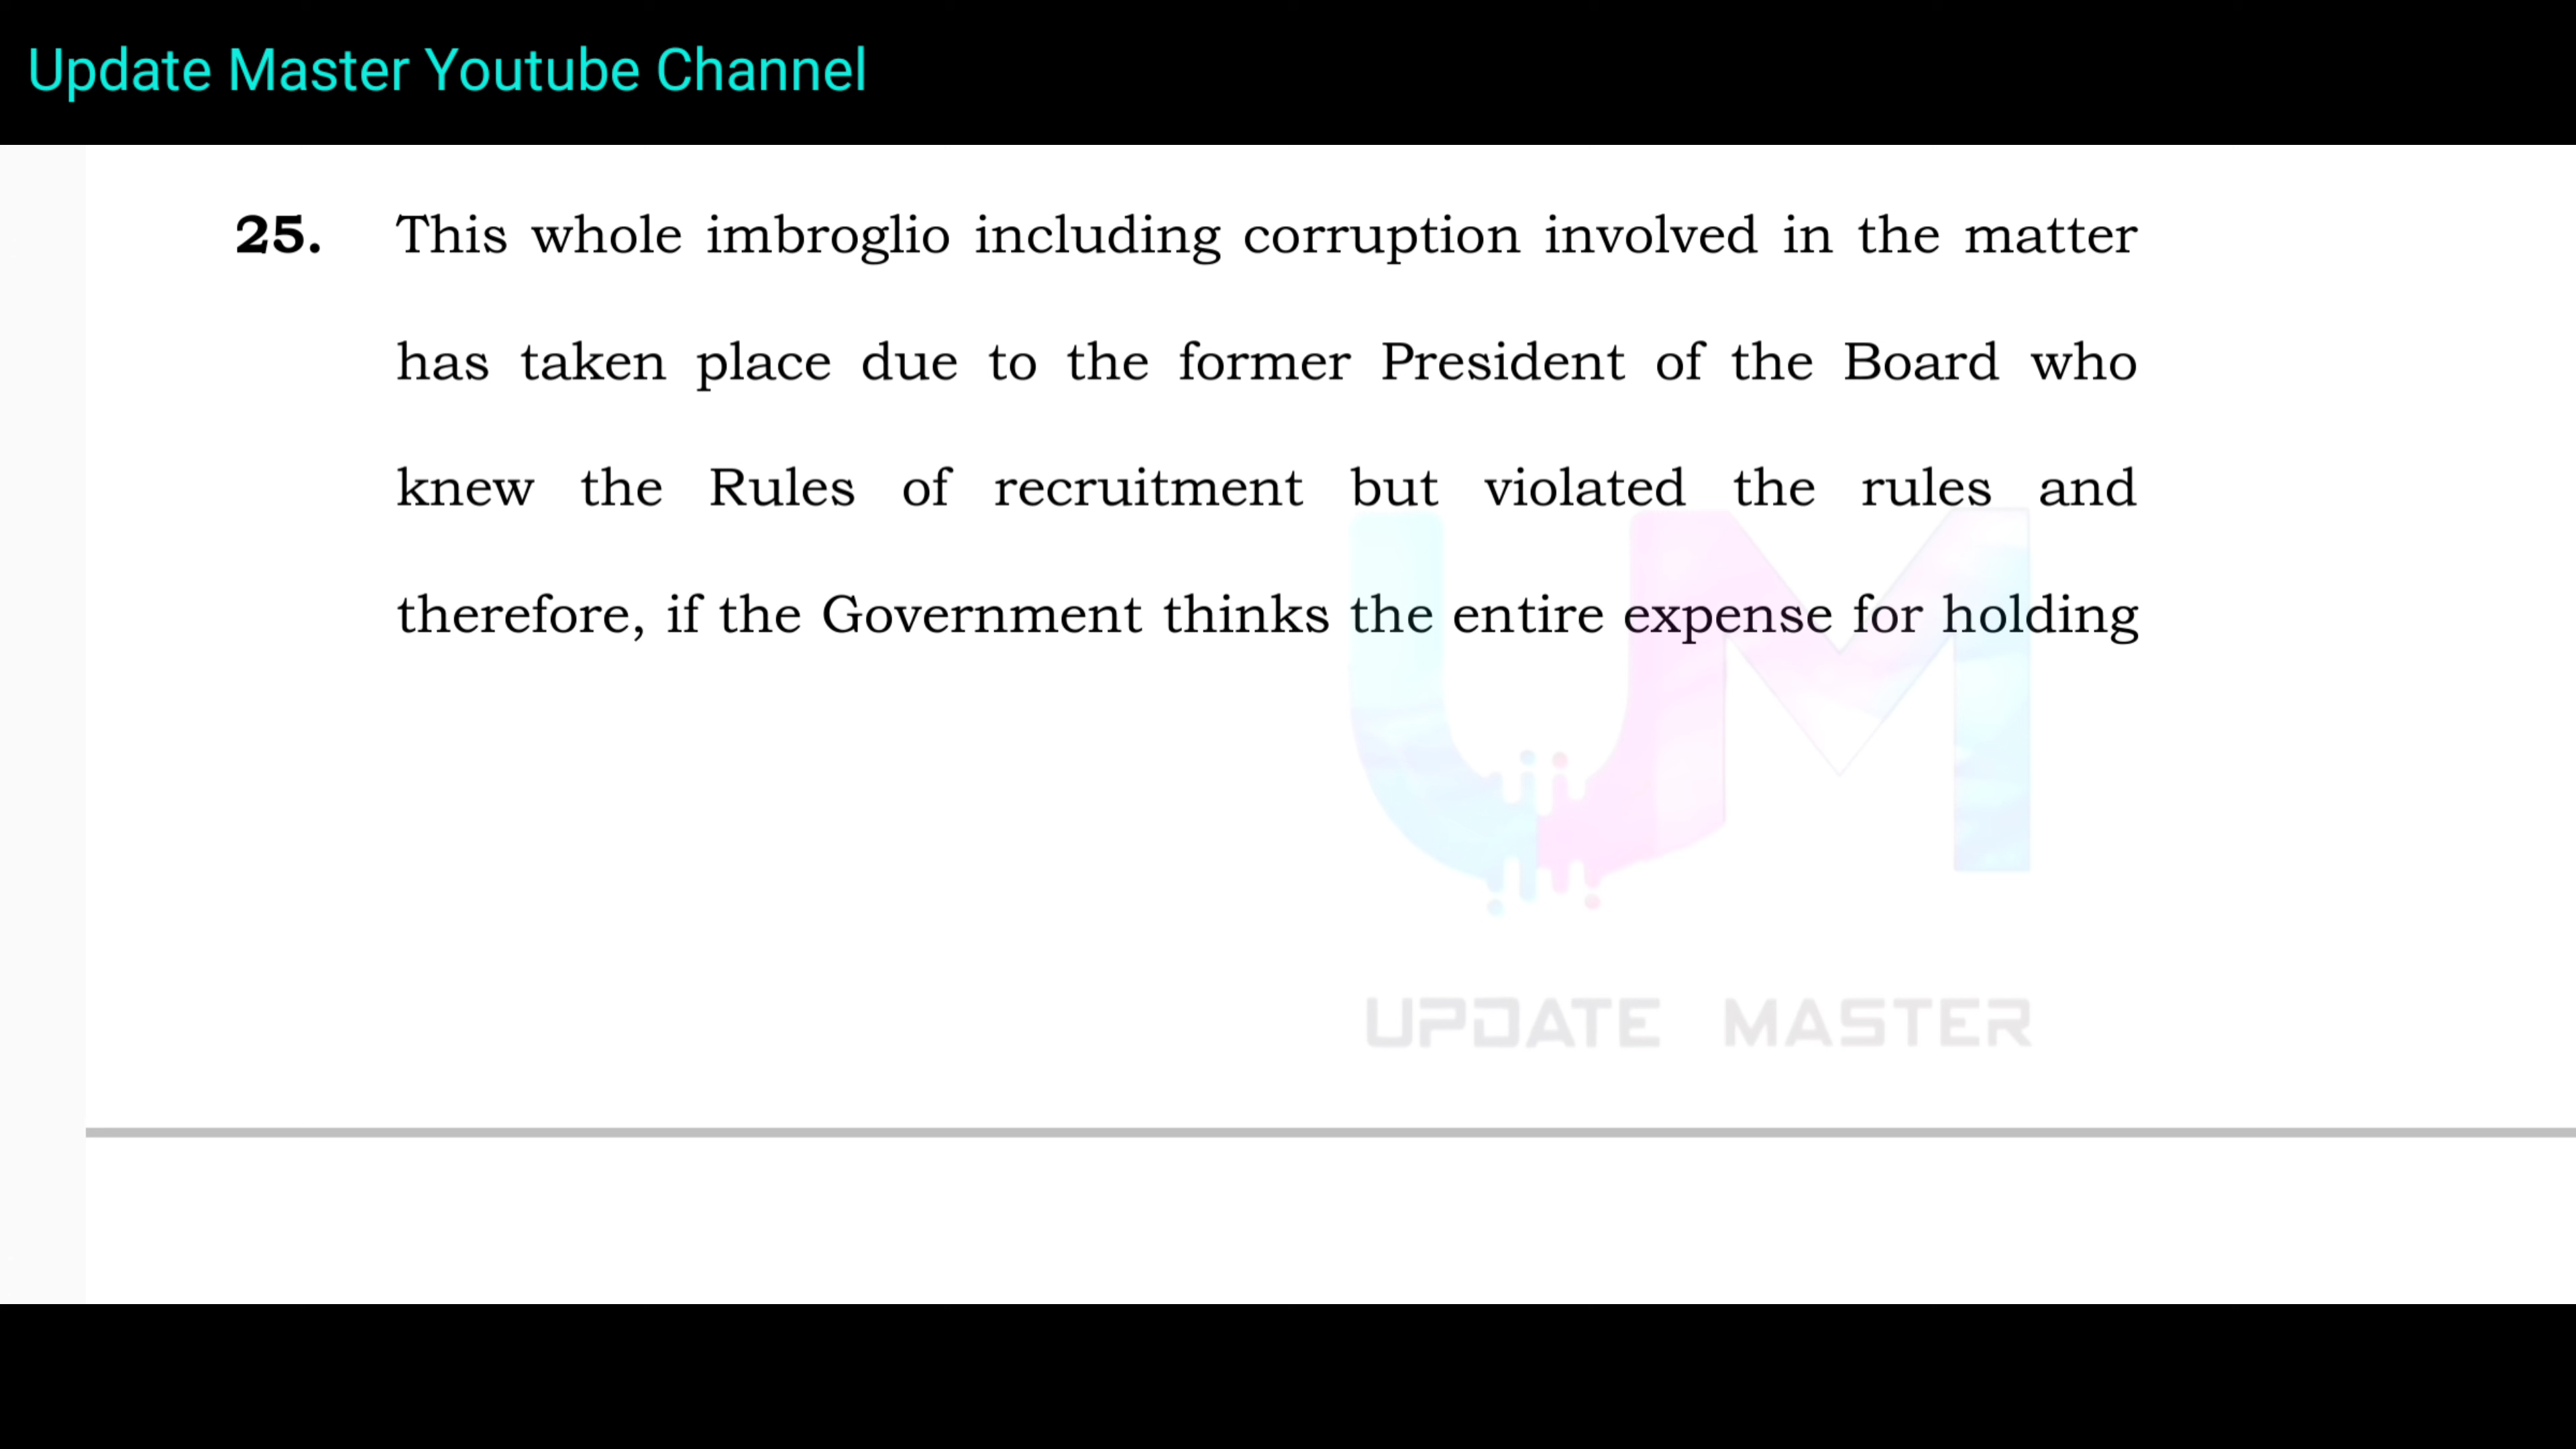 Update Master Youtube Channel
25. This whole imbroglio including corruption involved in the matter
has taken place due to the former President of the Board who
knew the Rules of recruitment but violated the rules and
therefore, if the Government thinks the entire expense for holding
UM
UPDATE MASTER